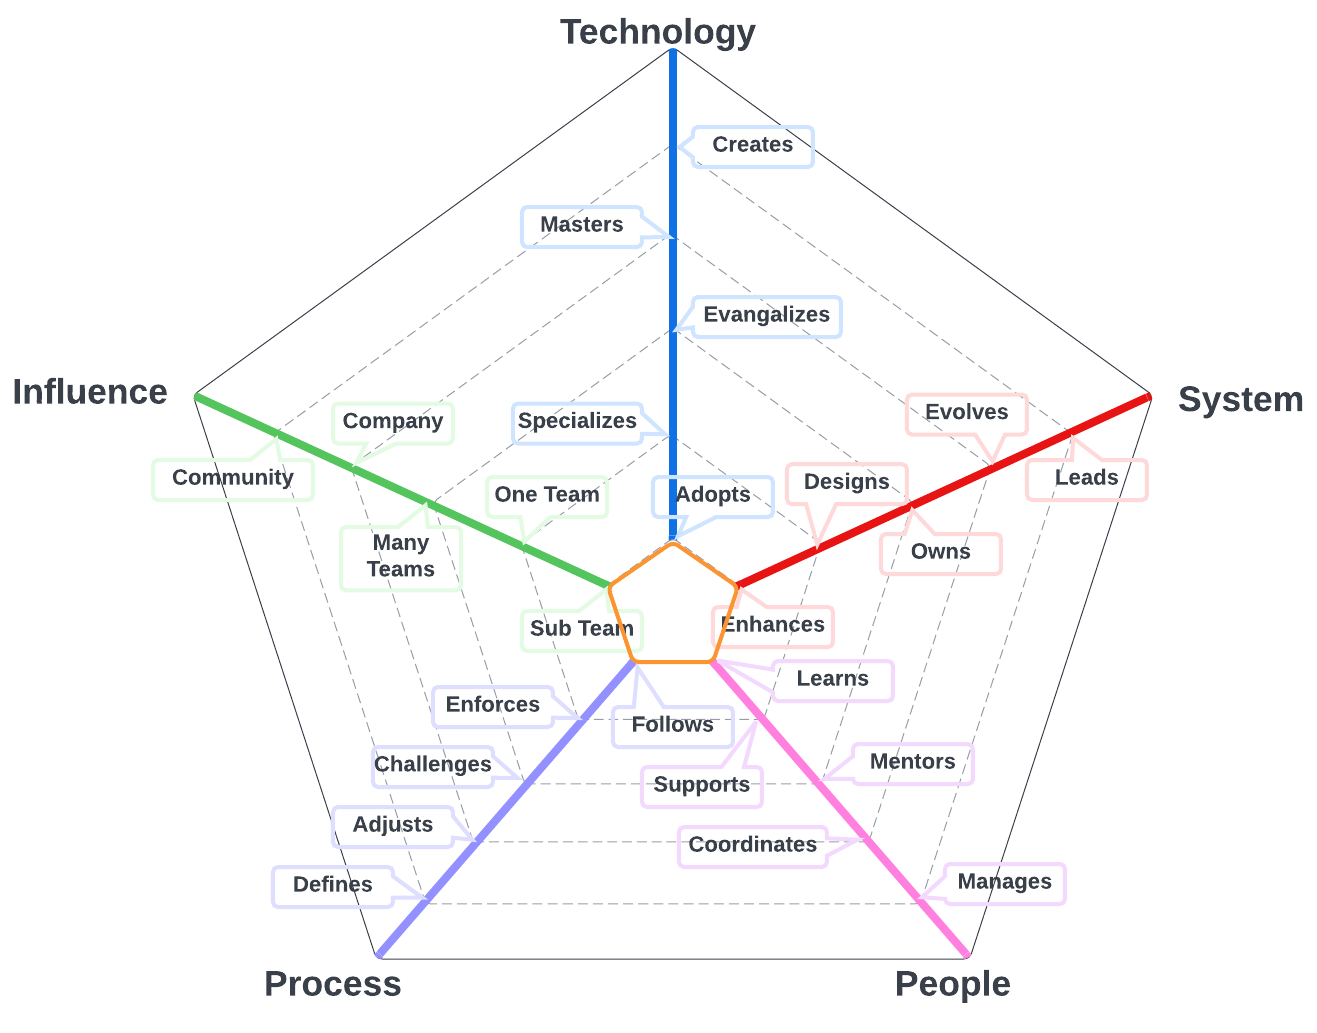 Technology
Creates
Masters
Evangalizes
Influence
System
Company
Specializes
Evolves
Community
One Team
Adopts
Designs
Leads
Many
Teams
Owns
Sub Team
Enhances
Learns
Enforces
Follows
Challenges
Supports
Mentors
Adjusts
Coordinates
Defines
Manages
Process
People